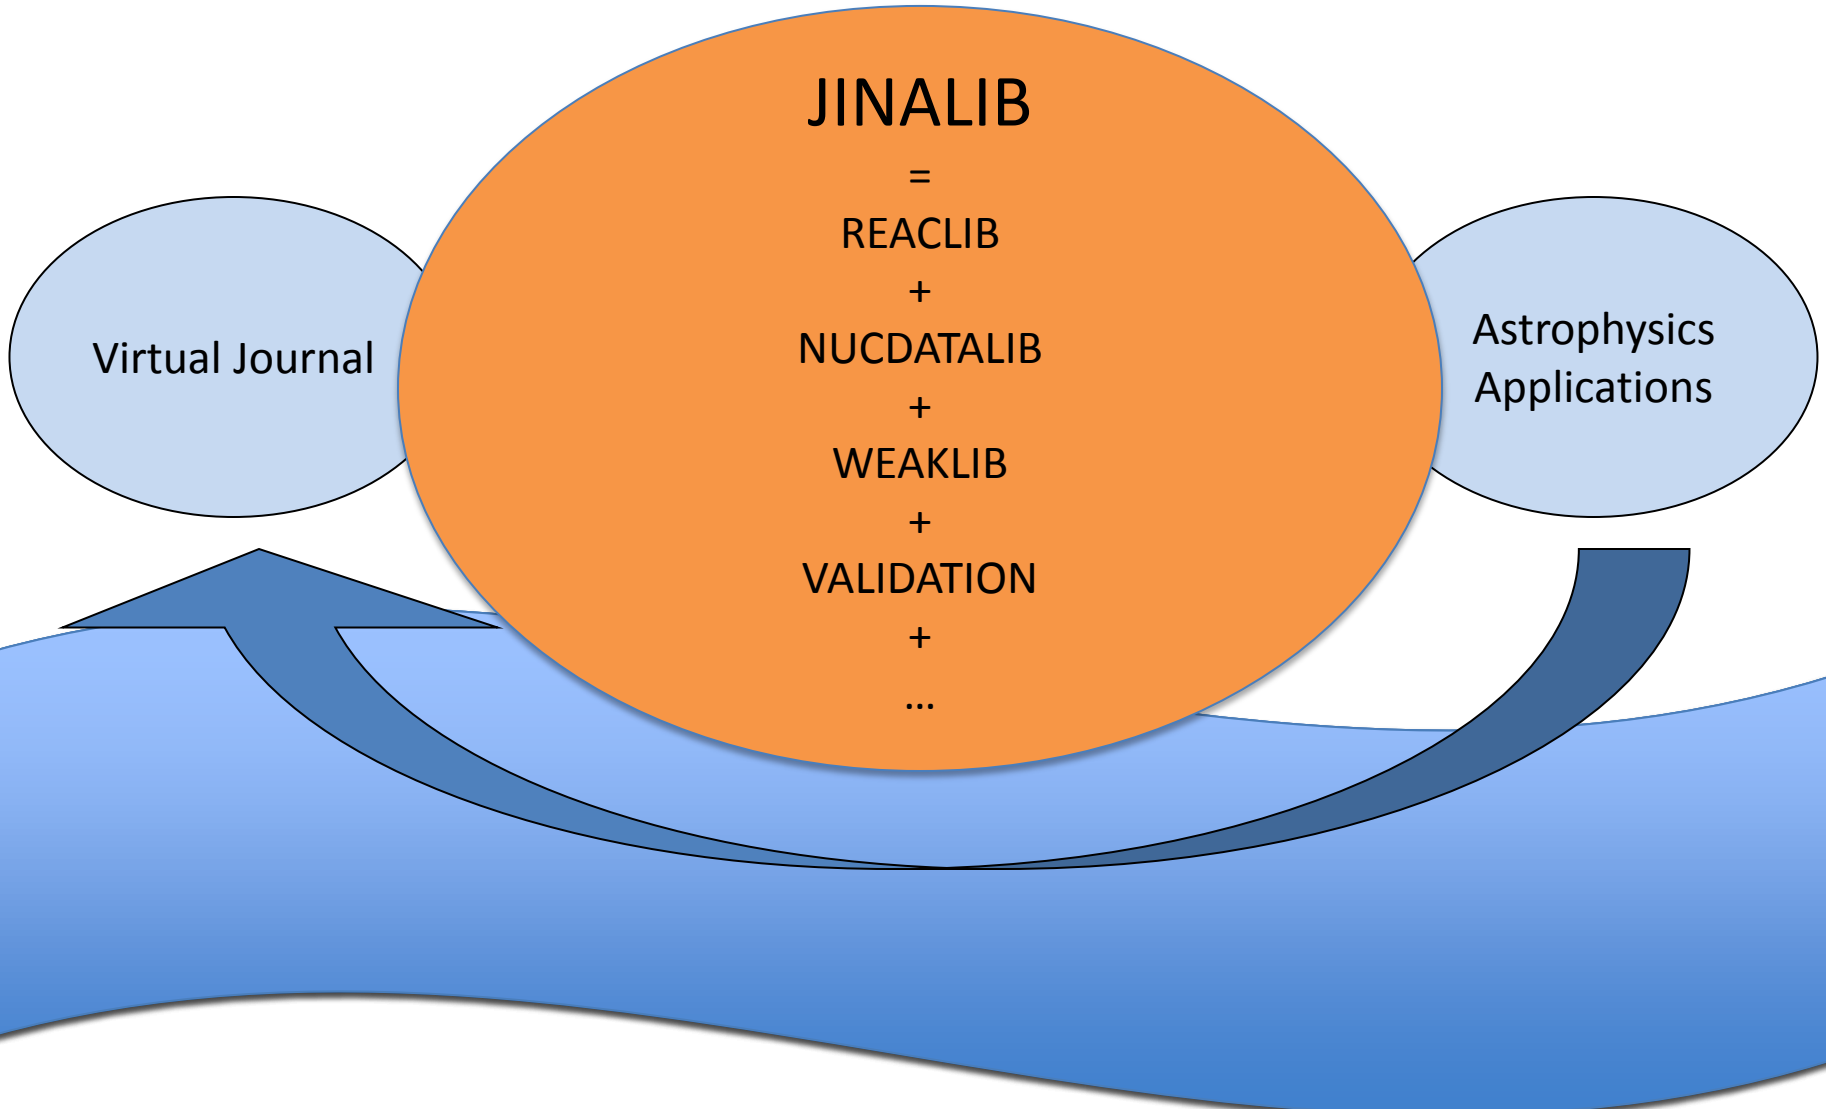 JINALIB
=
REACLIB
+
NUCDATALIB
+
WEAKLIB
+
VALIDATION
+
...
Virtual Journal
Astrophysics
Applications